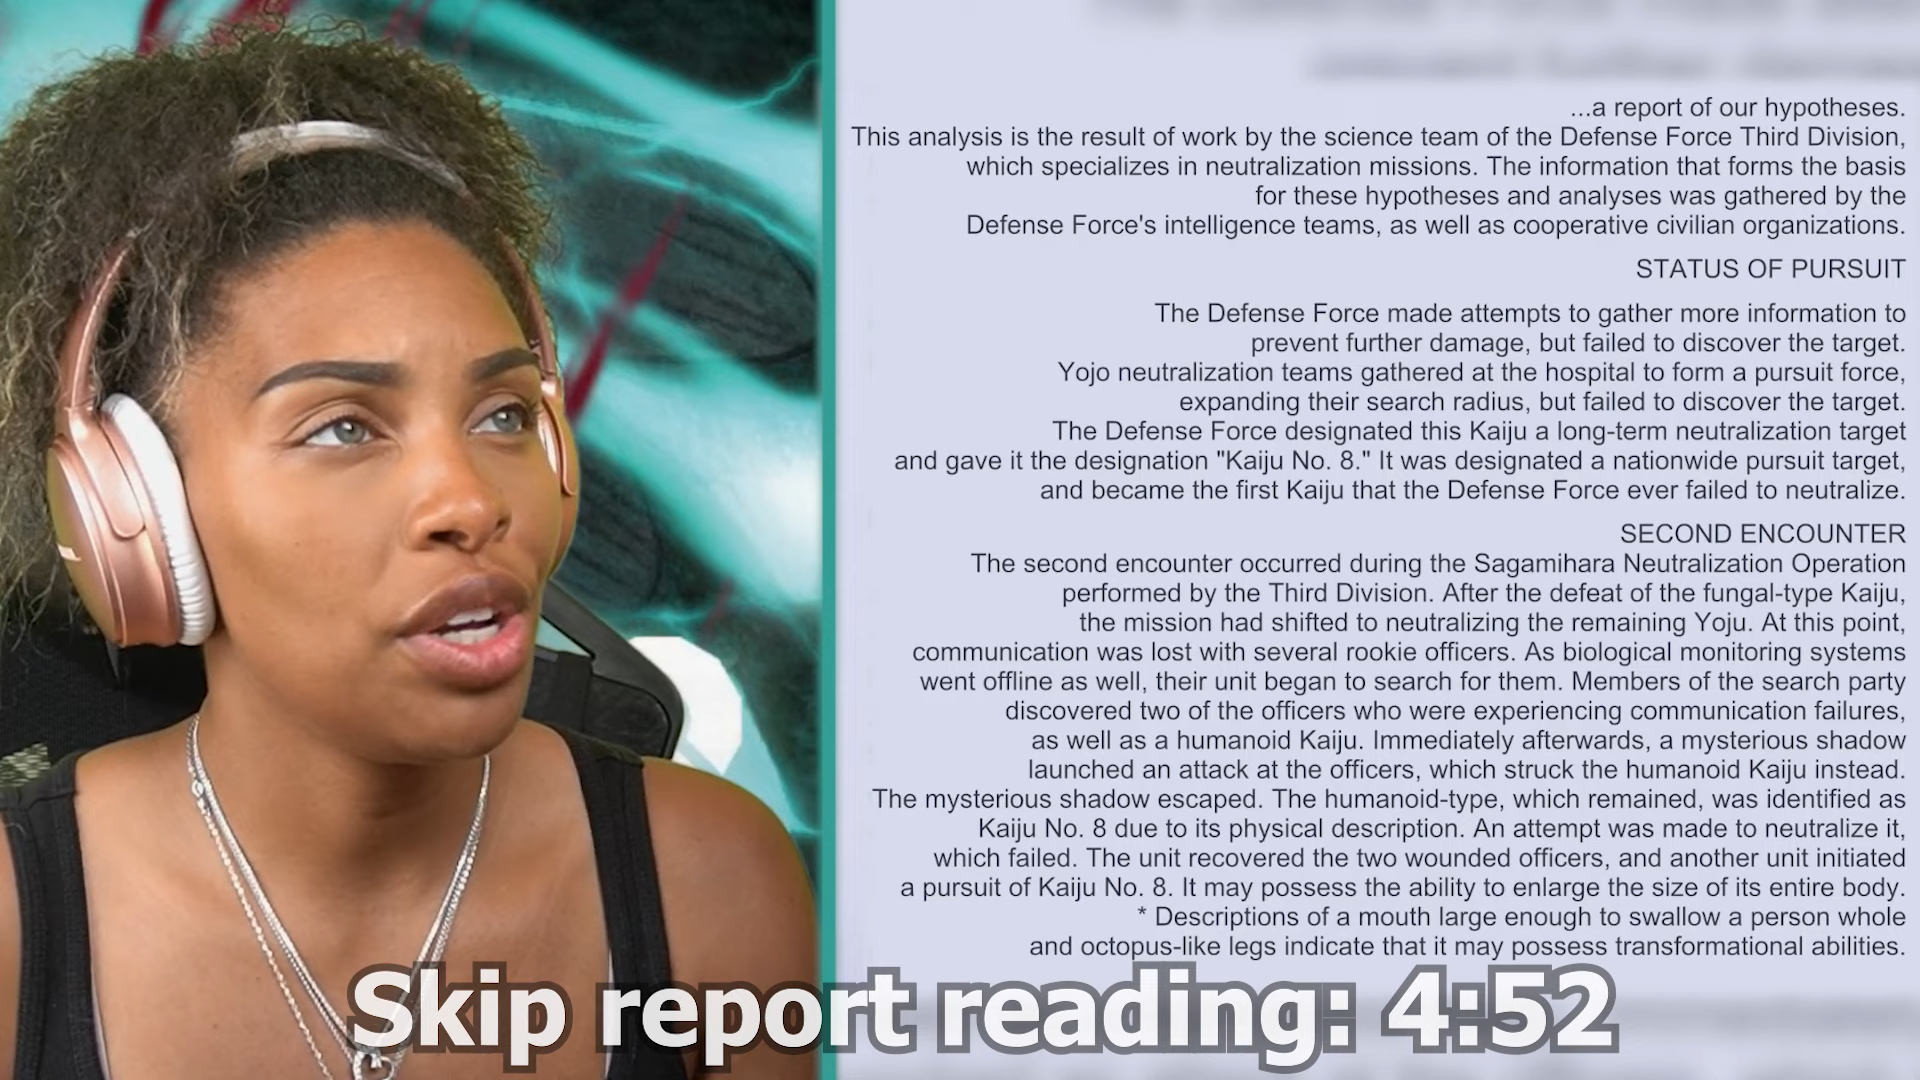 ...a report of our hypotheses.
This analysis is the result of work by the science team of the Defense Force Third Division,
which specializes in neutralization missions. The information that forms the basis
for these hypotheses and analyses was gathered by the
Defense Force's intelligence teams, as well as cooperative civilian organizations.
STATUS OF PURSUIT
The Defense Force made attempts to gather more information to
prevent further damage, but failed to discover the target.
Yojo neutralization teams gathered at the hospital to form a pursuit force,
expanding their search radius, but failed to discover the target.
The Defense Force designated this Kaiju a long-term neutralization target
and gave it the designation "Kaiju No. 8." It was designated a nationwide pursuit target,
and became the first Kaiju that the Defense Force ever failed to neutralize.
SECOND ENCOUNTER
The second encounter occurred during the Sagamihara Neutralization Operation
performed by the Third Division. After the defeat of the fungal-type Kaiju,
the mission had shifted to neutralizing the remaining Yoju. At this point,
communication was lost with several rookie officers. As biological monitoring systems
went offline as well, their unit began to search for them. Members of the search party
discovered two of the officers who were experiencing communication failures,
as well as a humanoid Kaiju. Immediately afterwards, a mysterious shadow
launched an attack at the officers, which struck the humanoid Kaiju instead.
The mysterious shadow escaped. The humanoid-type, which remained, was identified as
Kaiju No. 8 due to its physical description. An attempt was made to neutralize it,
which failed. The unit recovered the two wounded officers, and another unit initiated
a pursuit of Kaiju No. 8. It may possess the ability to enlarge the size of its entire body.
* Descriptions of a mouth large enough to swallow a person whole
and octopus-like legs indicate that it may possess transformational abilities.
Skip report reading: 4:52